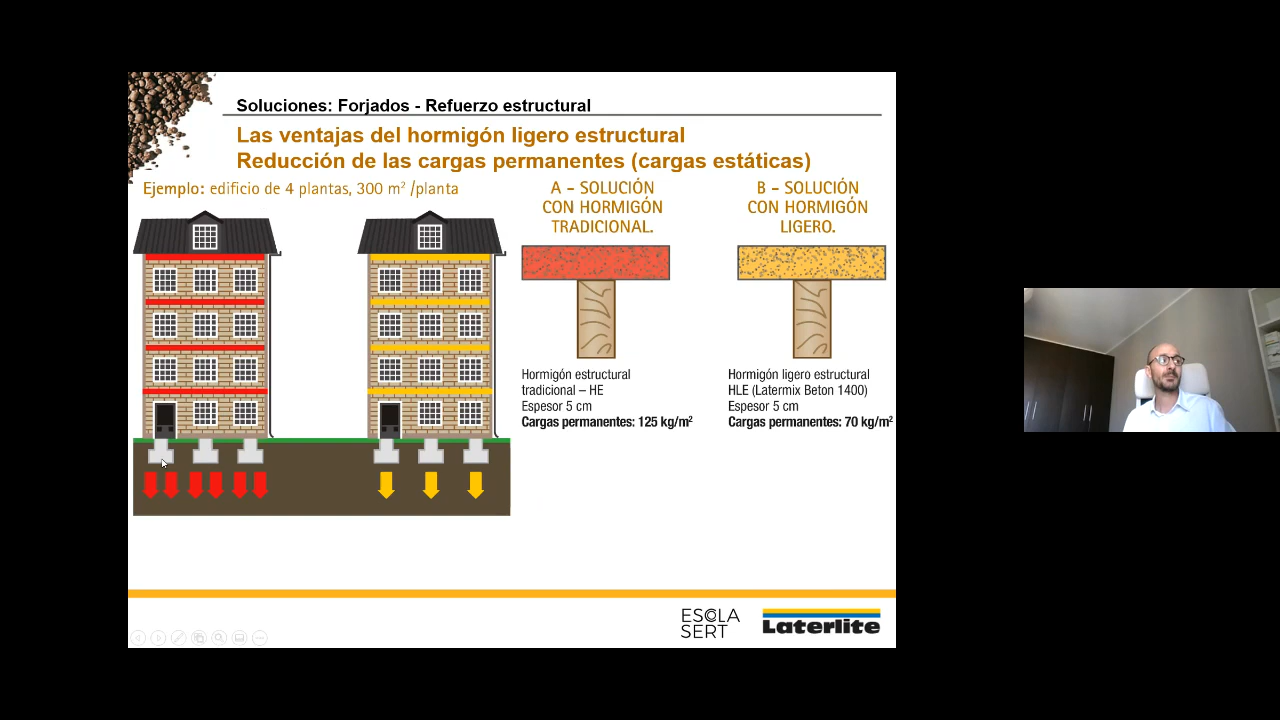 Soluciones: Forjados - Refuerzo estructural
Las ventajas del hormigón ligero estructural
Reducción de las cargas permanentes (cargas estáticas)
Ejemplo: edificio de 4 plantas, 300 m² /planta
A - SOLUCIÓN
CON HORMIGÓN
TRADICIONAL.
Hormigón estructural
tradicional – HE
Espesor 5 cm
Cargas permanentes: 125 kg/m²
B - SOLUCIÓN
CON HORMIGÓN
LIGERO.
Hormigón ligero estructural
HLE (Latermix Beton 1400)
Espesor 5 cm
Cargas permanentes: 70 kg/m²
ESCOLA
SERT
Laterlite